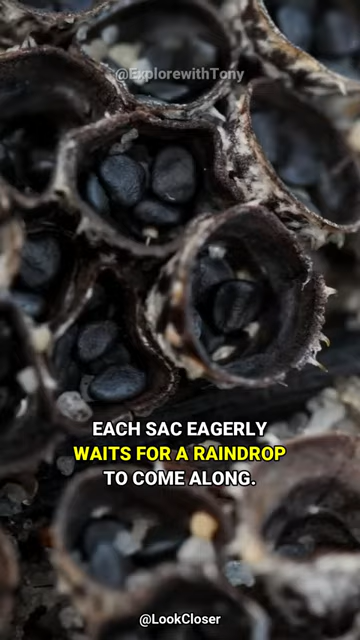 @ExplorewithTony
EACH SAC EAGERLY
WAITS FOR A RAINDROP
TO COME ALONG.
@LookCloser